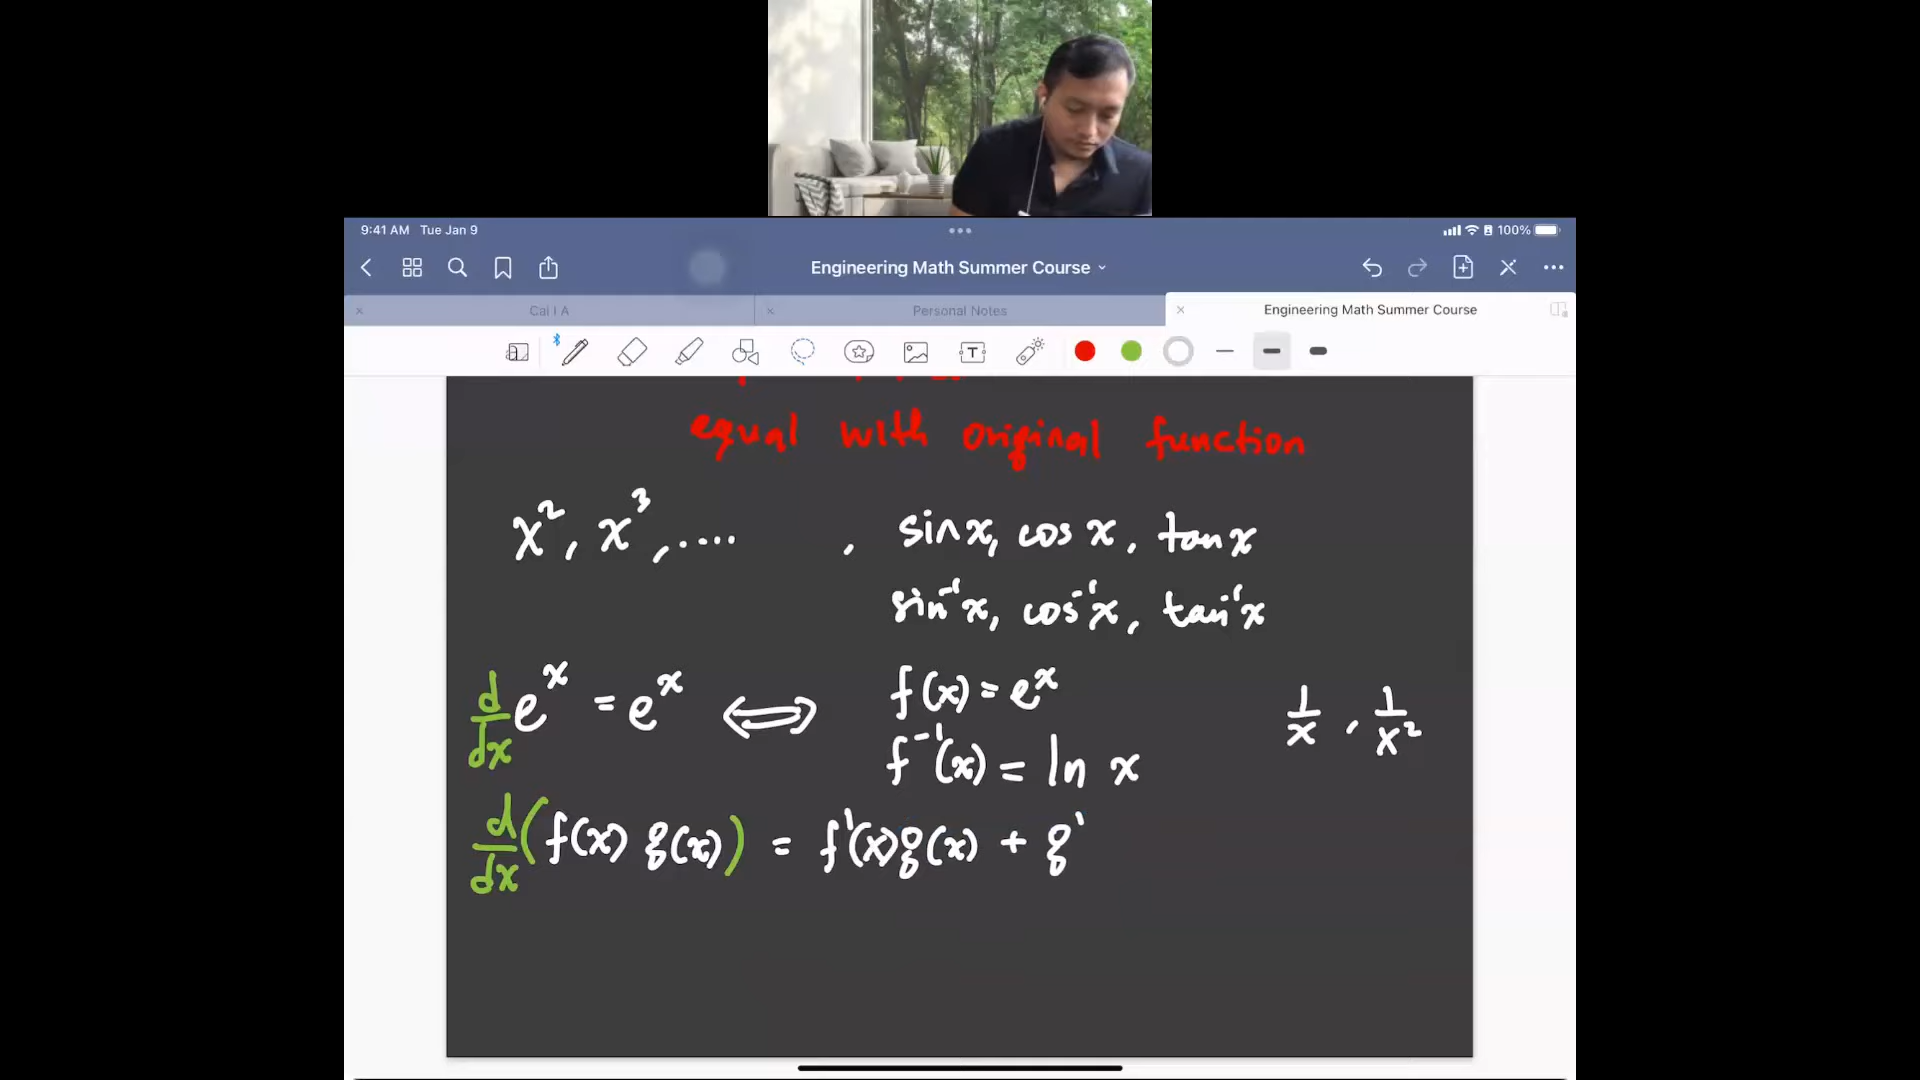 9:41 AM Tue Jan 9
100%
Engineering Math Summer Course
Cal I A
Personal Notes
Engineering Math Summer Course
T
equal with original function
x², x³, .... , sin x, cos x, tan x
sin⁻¹x, cos⁻¹x, tan⁻¹x
d/dx eˣ = eˣ ⟺ f(x) = eˣ
1/x , 1/x²
f⁻¹(x) = ln x
d/dx (f(x) g(x)) = f'(x)g(x) + g'